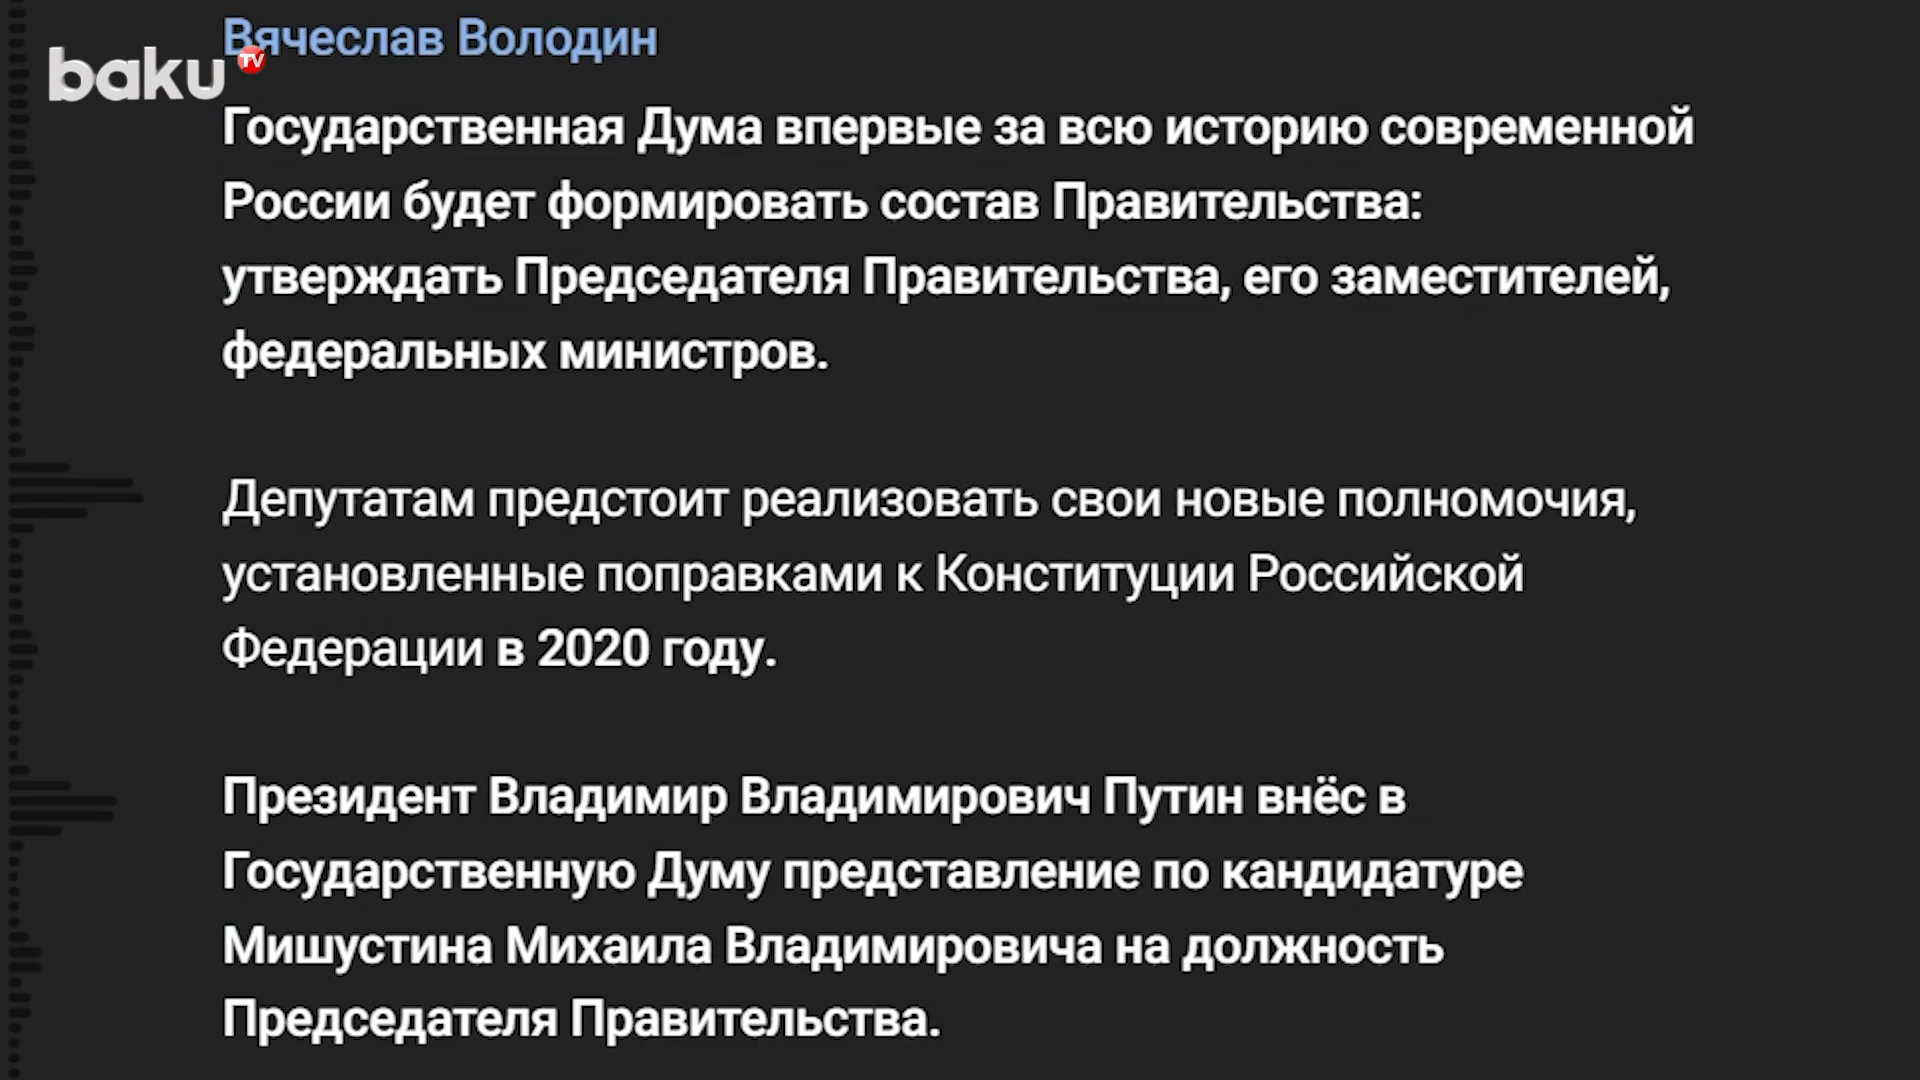 Вячеслав Володин
baku TV
Государственная Дума впервые за всю историю современной
России будет формировать состав Правительства:
утверждать Председателя Правительства, его заместителей,
федеральных министров.
Депутатам предстоит реализовать свои новые полномочия,
установленные поправками к Конституции Российской
Федерации в 2020 году.
Президент Владимир Владимирович Путин внёс в
Государственную Думу представление по кандидатуре
Мишустина Михаила Владимировича на должность
Председателя Правительства.